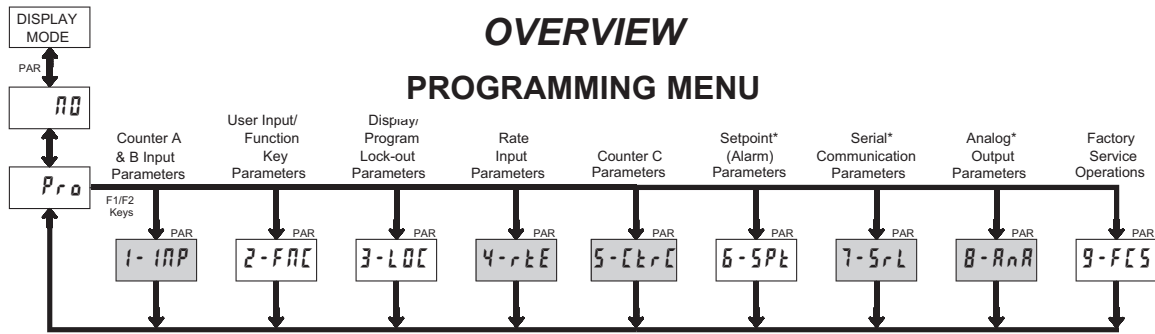 DISPLAY
MODE
OVERVIEW
PROGRAMMING MENU
PAR
NO
Pro
F1/F2
Keys
Counter A
& B Input
Parameters
User Input/
Function
Key
Parameters
Display/
Program
Lock-out
Parameters
Rate
Input
Parameters
Counter C
Parameters
Setpoint*
(Alarm)
Parameters
Serial*
Communication
Parameters
Analog*
Output
Parameters
Factory
Service
Operations
PAR PAR PAR PAR PAR PAR PAR PAR PAR
1-INP 2-FNC 3-LOC 4-rtE 5-CtrC 6-SPt 7-SrL 8-AnA 9-FCS